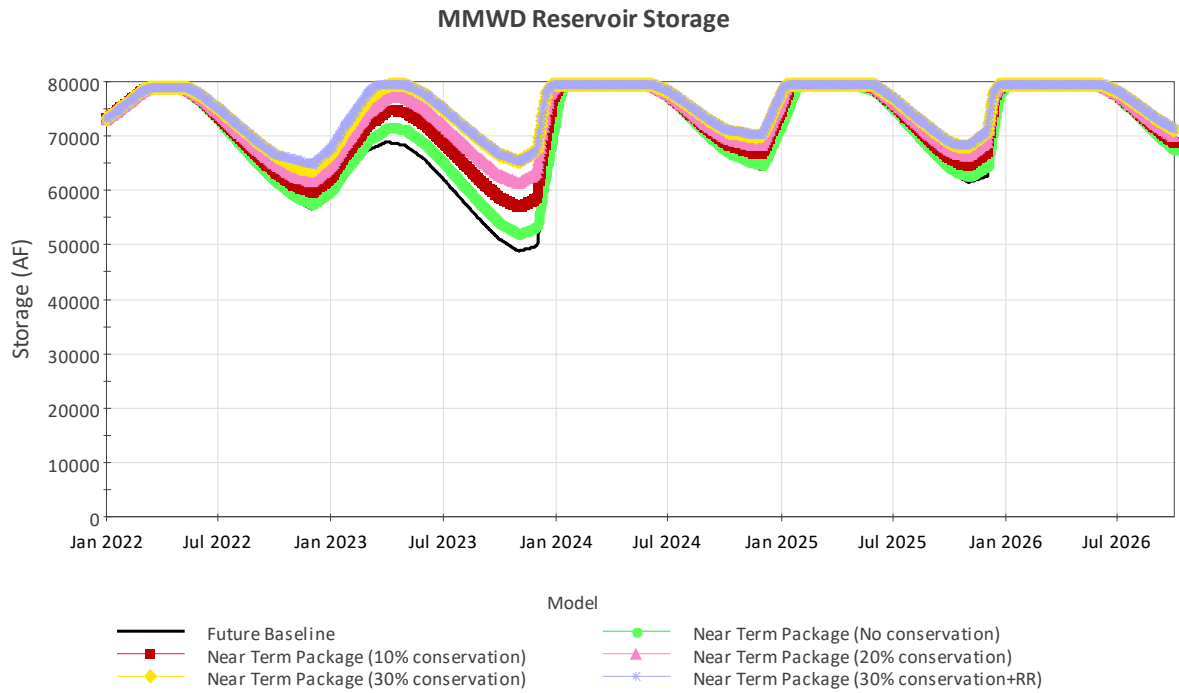 MMWD Reservoir Storage
Storage (AF)
80000
70000
60000
50000
40000
30000
20000
10000
0
Jan 2022 Jul 2022 Jan 2023 Jul 2023 Jan 2024 Jul 2024 Jan 2025 Jul 2025 Jan 2026 Jul 2026
Model
Future Baseline Near Term Package (No conservation)
Near Term Package (10% conservation) Near Term Package (20% conservation)
Near Term Package (30% conservation) Near Term Package (30% conservation+RR)